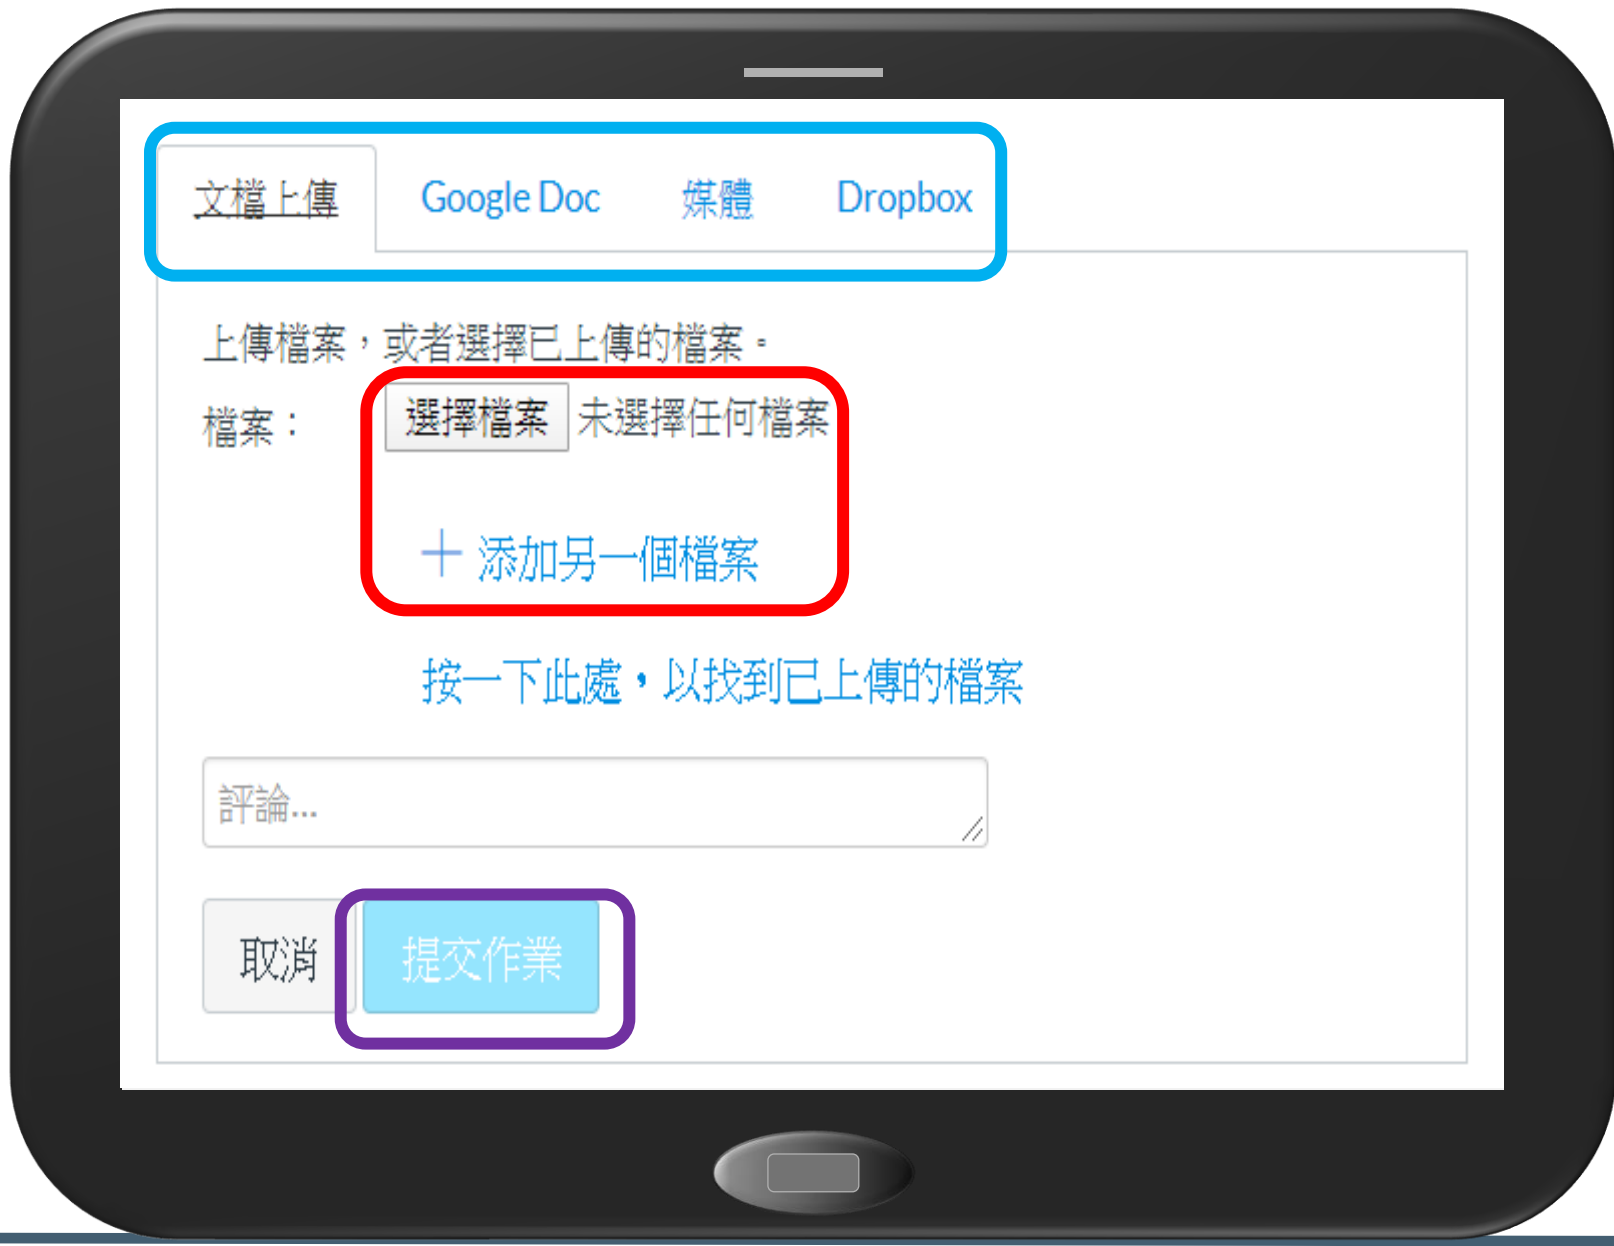 文檔上傳 Google Doc 媒體 Dropbox
上傳檔案，或者選擇已上傳的檔案。
檔案： 選擇檔案 未選擇任何檔案
＋ 添加另一個檔案
按一下此處，以找到已上傳的檔案
評論...
取消 提交作業